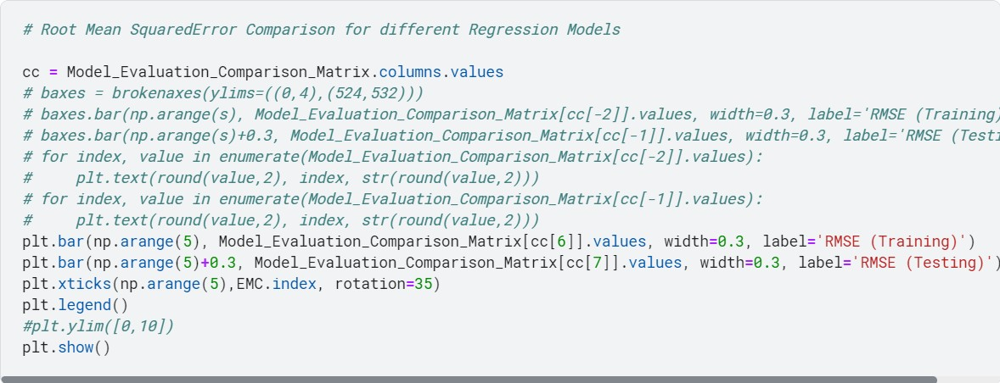 # Root Mean SquaredError Comparison for different Regression Models
cc = Model_Evaluation_Comparison_Matrix.columns.values
# baxes = brokenaxes(ylims=((0,4),(524,532)))
# baxes.bar(np.arange(s), Model_Evaluation_Comparison_Matrix[cc[-2]].values, width=0.3, label='RMSE (Training)
# baxes.bar(np.arange(s)+0.3, Model_Evaluation_Comparison_Matrix[cc[-1]].values, width=0.3, label='RMSE (Testi
# for index, value in enumerate(Model_Evaluation_Comparison_Matrix[cc[-2]].values):
#     plt.text(round(value,2), index, str(round(value,2)))
# for index, value in enumerate(Model_Evaluation_Comparison_Matrix[cc[-1]].values):
#     plt.text(round(value,2), index, str(round(value,2)))
plt.bar(np.arange(5), Model_Evaluation_Comparison_Matrix[cc[6]].values, width=0.3, label='RMSE (Training)')
plt.bar(np.arange(5)+0.3, Model_Evaluation_Comparison_Matrix[cc[7]].values, width=0.3, label='RMSE (Testing)')
plt.xticks(np.arange(5),EMC.index, rotation=35)
plt.legend()
#plt.ylim([0,10])
plt.show()